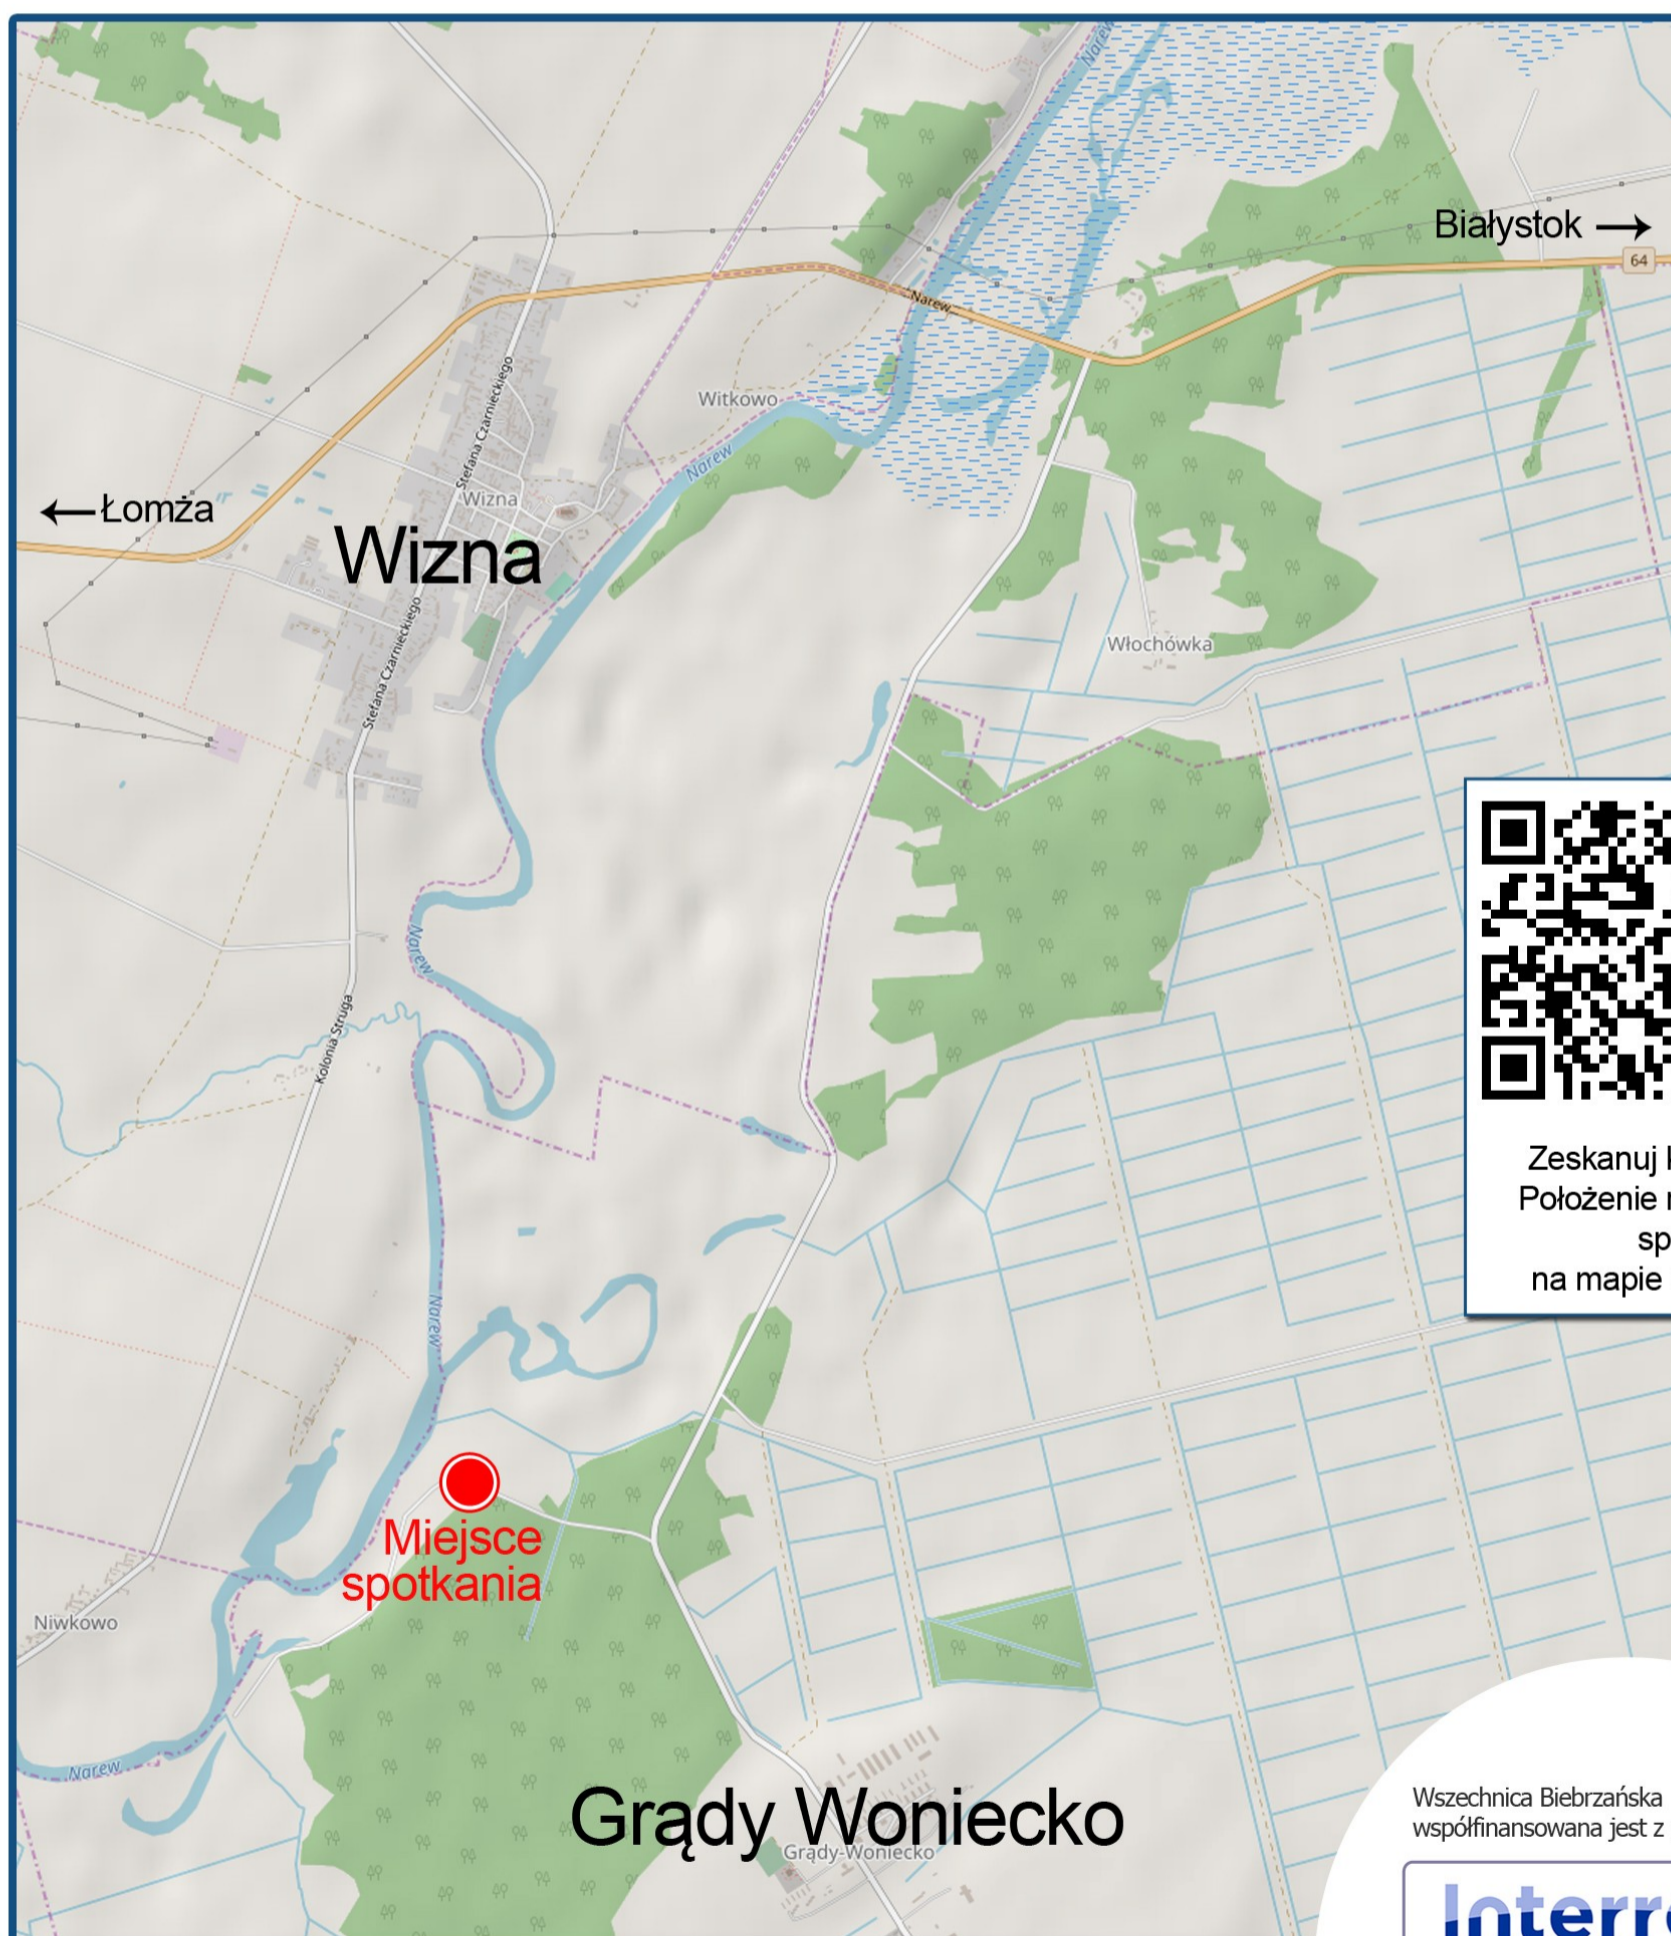 Narew
Białystok →
64
Narew
Witkowo
Stefana Czarnieckiego
Narew
Wizna
← Łomża
Wizna
Stefana Czarnieckiego
Włochówka
Narew
Kolonia Struga
Zeskanuj
Położenie
na mapie
Narew
Miejsce
spotkania
Niwkowo
Narew
Grądy Woniecko
Grądy-Woniecko
Wszechnica Biebrzańska
współfinansowana jest z